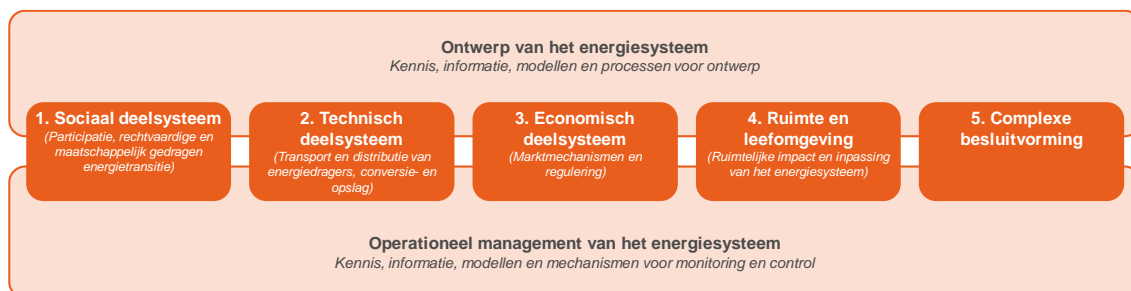 Ontwerp van het energiesysteem
Kennis, informatie, modellen en processen voor ontwerp
1. Sociaal deelsysteem
(Participatie, rechtvaardige en
maatschappelijk gedragen
energietransitie)
2. Technisch
deelsysteem
(Transport en distributie van
energiedragers, conversie- en
opslag)
3. Economisch
deelsysteem
(Marktmechanismen en
regulering)
4. Ruimte en
leefomgeving
(Ruimtelijke impact en inpassing
van het energiesysteem)
5. Complexe
besluitvorming
Operationeel management van het energiesysteem
Kennis, informatie, modellen en mechanismen voor monitoring en control